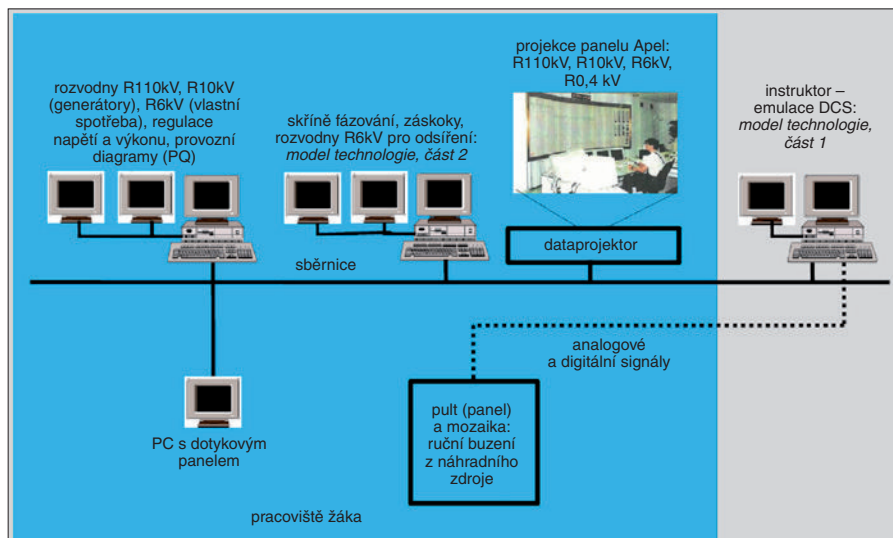 rozvodny R110kV, R10kV
(generátory), R6kV (vlastní
spotřeba), regulace
napětí a výkonu, provozní
diagramy (PQ)
skříně fázování, záskoky,
rozvodny R6kV pro odsíření:
model technologie, část 2
projekce panelu Apel:
R110kV, R10kV, R6kV,
R0,4 kV
instruktor –
emulace DCS:
model technologie,
část 1
dataprojektor
sběrnice
analogové
a digitální signály
PC s dotykovým
panelem
pult (panel)
a mozaika:
ruční buzení
z náhradního
zdroje
pracoviště žáka